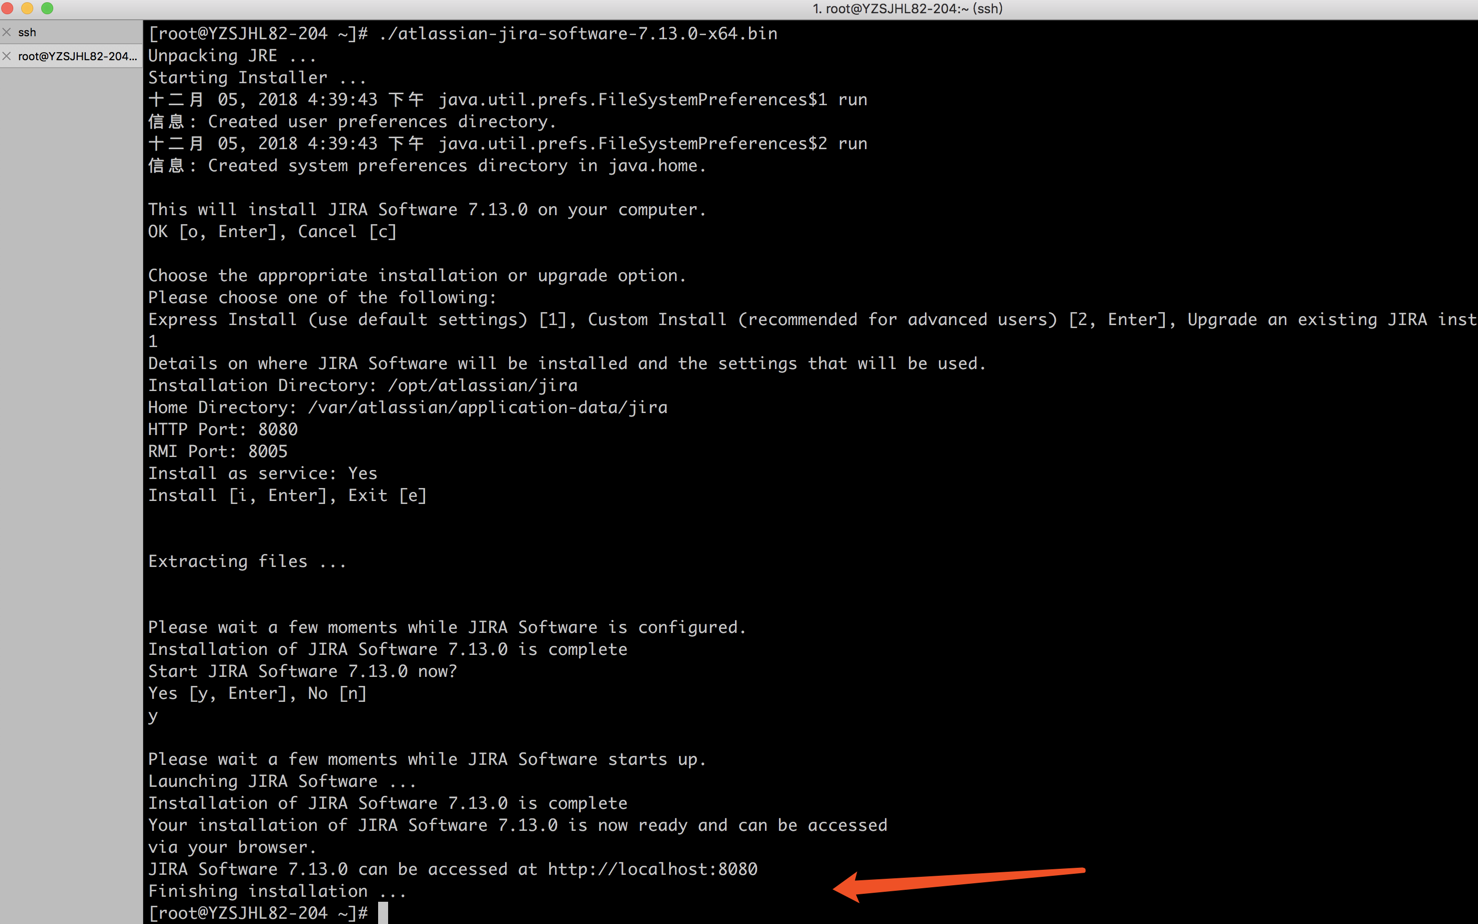 1. root@YZSJHL82-204:~ (ssh)
ssh
root@YZSJHL82-204...
[root@YZSJHL82-204 ~]# ./atlassian-jira-software-7.13.0-x64.bin
Unpacking JRE ...
Starting Installer ...
十二月 05, 2018 4:39:43 下午 java.util.prefs.FileSystemPreferences$1 run
信息: Created user preferences directory.
十二月 05, 2018 4:39:43 下午 java.util.prefs.FileSystemPreferences$2 run
信息: Created system preferences directory in java.home.
This will install JIRA Software 7.13.0 on your computer.
OK [o, Enter], Cancel [c]
Choose the appropriate installation or upgrade option.
Please choose one of the following:
Express Install (use default settings) [1], Custom Install (recommended for advanced users) [2, Enter], Upgrade an existing JIRA inst
1
Details on where JIRA Software will be installed and the settings that will be used.
Installation Directory: /opt/atlassian/jira
Home Directory: /var/atlassian/application-data/jira
HTTP Port: 8080
RMI Port: 8005
Install as service: Yes
Install [i, Enter], Exit [e]
Extracting files ...
Please wait a few moments while JIRA Software is configured.
Installation of JIRA Software 7.13.0 is complete
Start JIRA Software 7.13.0 now?
Yes [y, Enter], No [n]
y
Please wait a few moments while JIRA Software starts up.
Launching JIRA Software ...
Installation of JIRA Software 7.13.0 is complete
Your installation of JIRA Software 7.13.0 is now ready and can be accessed
via your browser.
JIRA Software 7.13.0 can be accessed at http://localhost:8080
Finishing installation ...
[root@YZSJHL82-204 ~]#